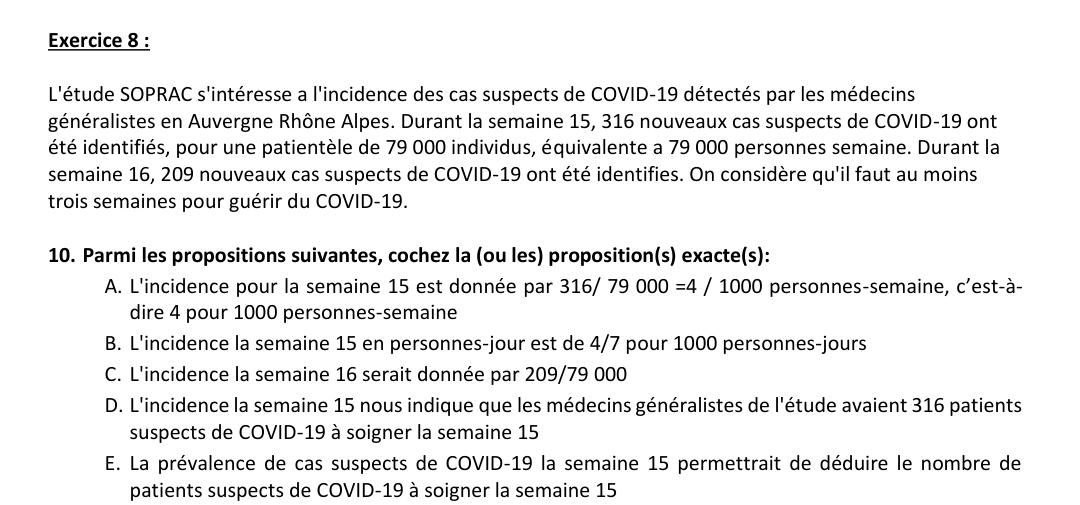 Exercice 8 :
L'étude SOPRAC s'intéresse a l'incidence des cas suspects de COVID-19 détectés par les médecins
généralistes en Auvergne Rhône Alpes. Durant la semaine 15, 316 nouveaux cas suspects de COVID-19 ont
été identifiés, pour une patientèle de 79 000 individus, équivalente a 79 000 personnes semaine. Durant la
semaine 16, 209 nouveaux cas suspects de COVID-19 ont été identifies. On considère qu'il faut au moins
trois semaines pour guérir du COVID-19.
10. Parmi les propositions suivantes, cochez la (ou les) proposition(s) exacte(s):
A. L'incidence pour la semaine 15 est donnée par 316/ 79 000 =4 / 1000 personnes-semaine, c’est-à-
dire 4 pour 1000 personnes-semaine
B. L'incidence la semaine 15 en personnes-jour est de 4/7 pour 1000 personnes-jours
C. L'incidence la semaine 16 serait donnée par 209/79 000
D. L'incidence la semaine 15 nous indique que les médecins généralistes de l'étude avaient 316 patients
suspects de COVID-19 à soigner la semaine 15
E. La prévalence de cas suspects de COVID-19 la semaine 15 permettrait de déduire le nombre de
patients suspects de COVID-19 à soigner la semaine 15